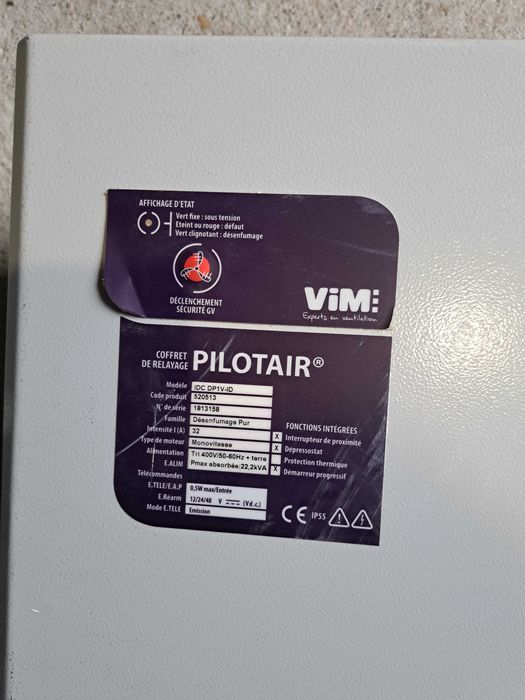 AFFICHAGE D'ETAT
Vert fixe : sous tension
Eteint ou rouge : défaut
Vert clignotant : désenfumage
DÉCLENCHEMENT
SÉCURITÉ GV
ViM
Experts en ventilation
COFFRET
DE RELAYAGE PILOTAIR®
Modèle IDC DP1V-ID
Code produit 520513
N° de série 1813158
Famille Désenfumage Pur
Intensité I (A) 32
Type de moteur Monovitesse
Alimentation Tri 400V/50-60Hz + terre
E.ALIM Pmax absorbée:22,2kVA
Télécommandes
E.TELE/E.A.P 0,5W max/Entrée
E.Réarm 12/24/48 V (V d.c.)
Mode E.TELE Emission
FONCTIONS INTÉGRÉES
X Interrupteur de proximité
X Dépressostat
Protection thermique
X Démarreur progressif
CE IP55